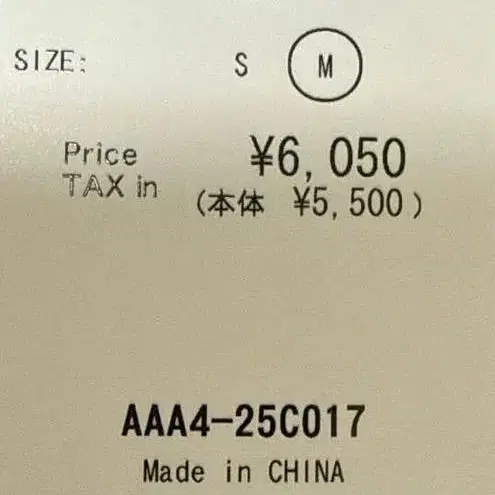 SIZE: S M
Price ¥6,050
TAX in (本体 ¥5,500)
AAA4-25C017
Made in CHINA